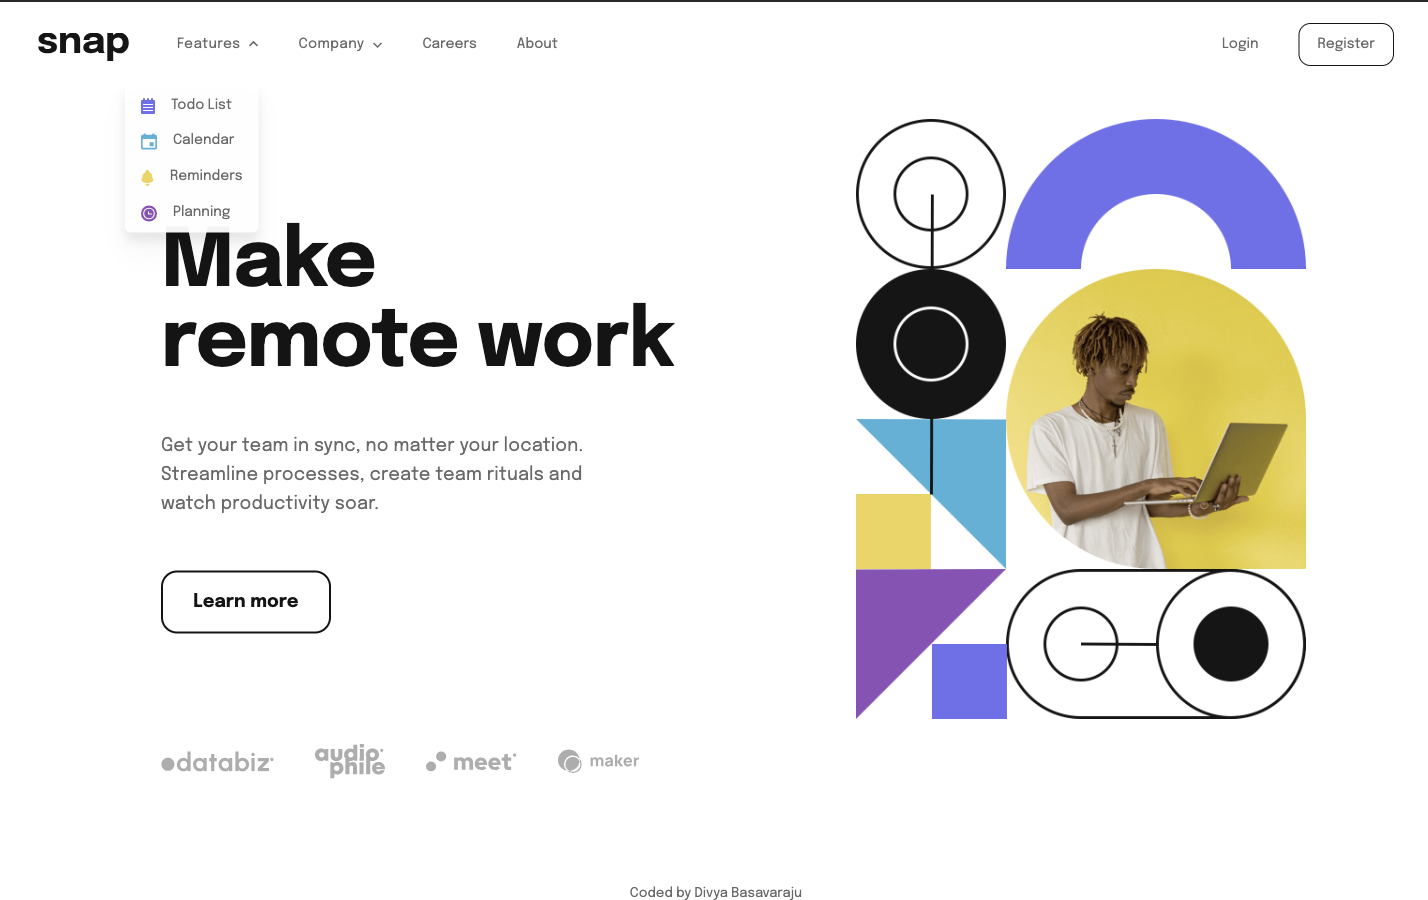 snap
Features
Company
Careers
About
Login
Register
Todo List
Calendar
Reminders
Planning
Make
remote work
Get your team in sync, no matter your location.
Streamline processes, create team rituals and
watch productivity soar.
Learn more
databiz
audio
phile
meet
maker
Coded by Divya Basavaraju